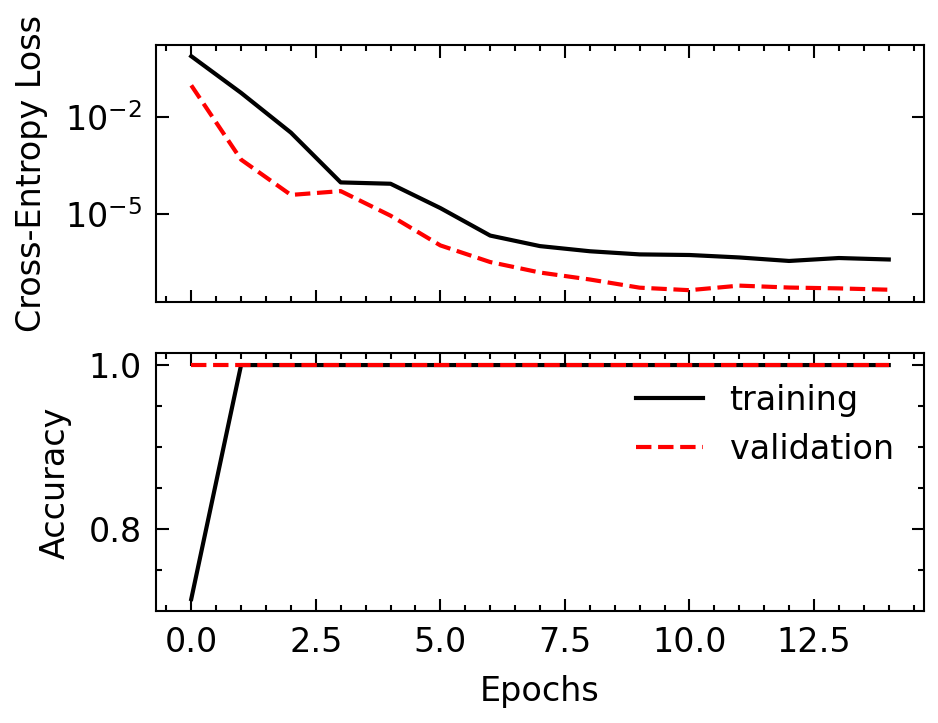 Cross-Entropy Loss
10⁻²
10⁻⁵
Accuracy
1.0
0.8
training
validation
0.0 2.5 5.0 7.5 10.0 12.5
Epochs